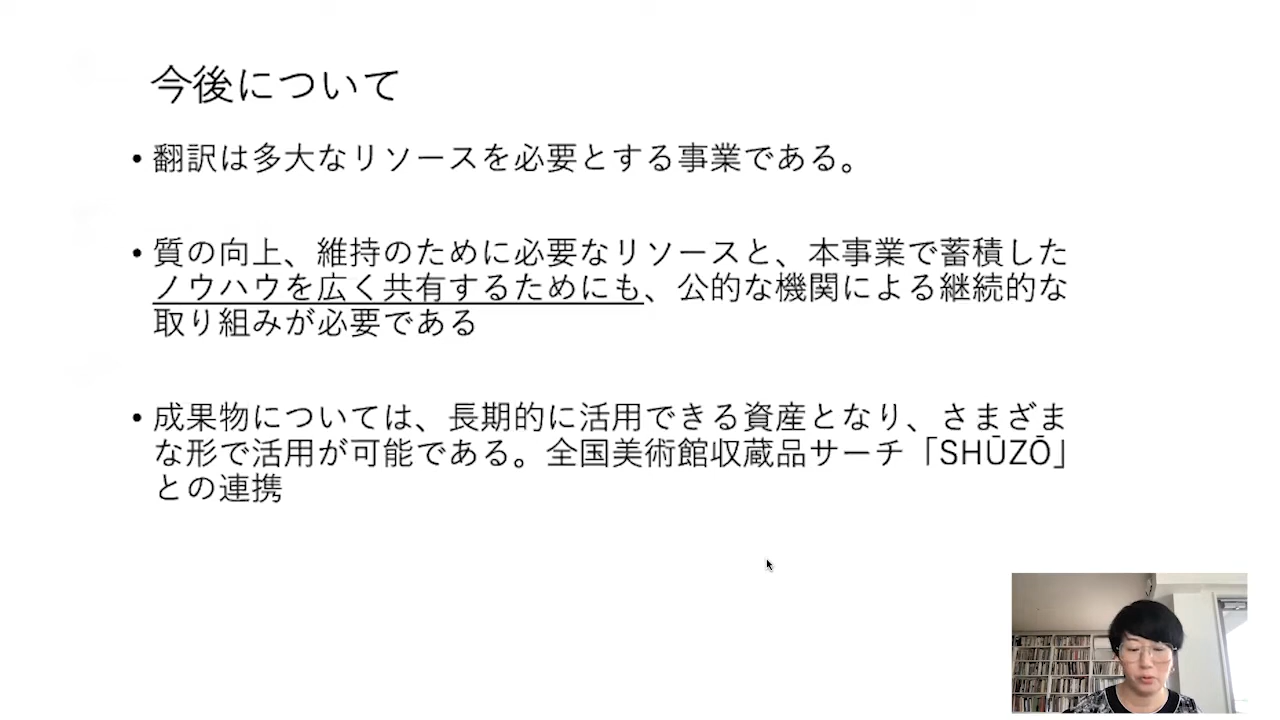 今後について
• 翻訳は多大なリソースを必要とする事業である。
• 質の向上、維持のために必要なリソースと、本事業で蓄積した
ノウハウを広く共有するためにも、公的な機関による継続的な
取り組みが必要である
• 成果物については、長期的に活用できる資産となり、さまざま
な形で活用が可能である。全国美術館収蔵品サーチ「SHŪZŌ」
との連携